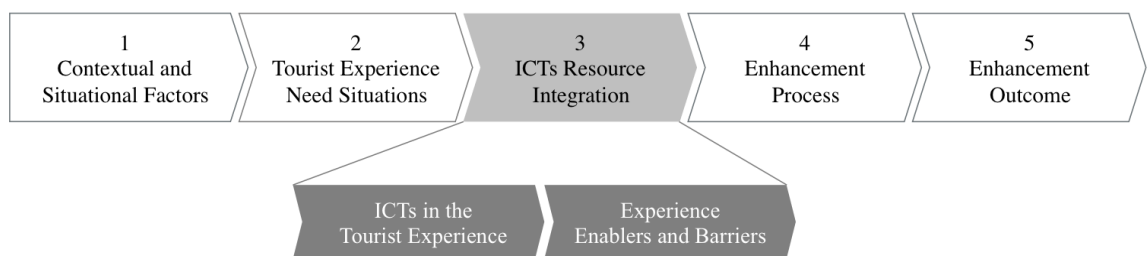 1
Contextual and
Situational Factors
2
Tourist Experience
Need Situations
3
ICTs Resource
Integration
4
Enhancement
Process
5
Enhancement
Outcome
ICTs in the
Tourist Experience
Experience
Enablers and Barriers